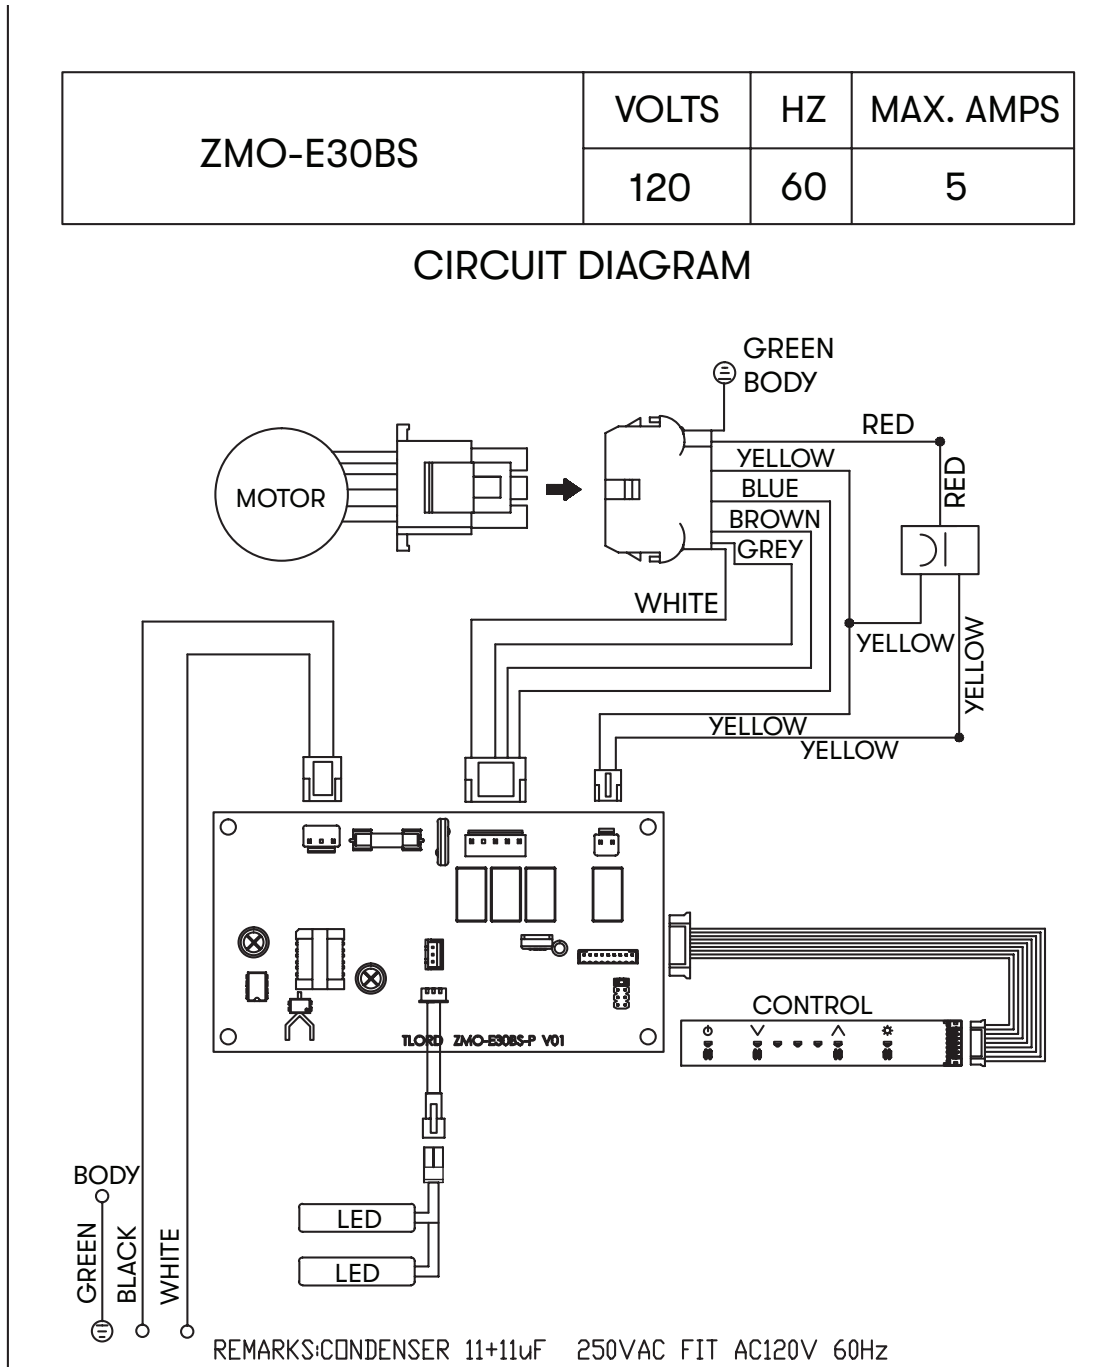 ZMO-E30BS
VOLTS HZ MAX. AMPS
120 60 5
CIRCUIT DIAGRAM
GREEN
BODY
RED
YELLOW
RED
BLUE
MOTOR
BROWN
GREY
WHITE
YELLOW
YELLOW
YELLOW
YELLOW
CONTROL
TLORD ZMO-E30BS-P V01
BODY
GREEN
BLACK
WHITE
LED
LED
REMARKS:CONDENSER 11+11uF 250VAC FIT AC120V 60Hz